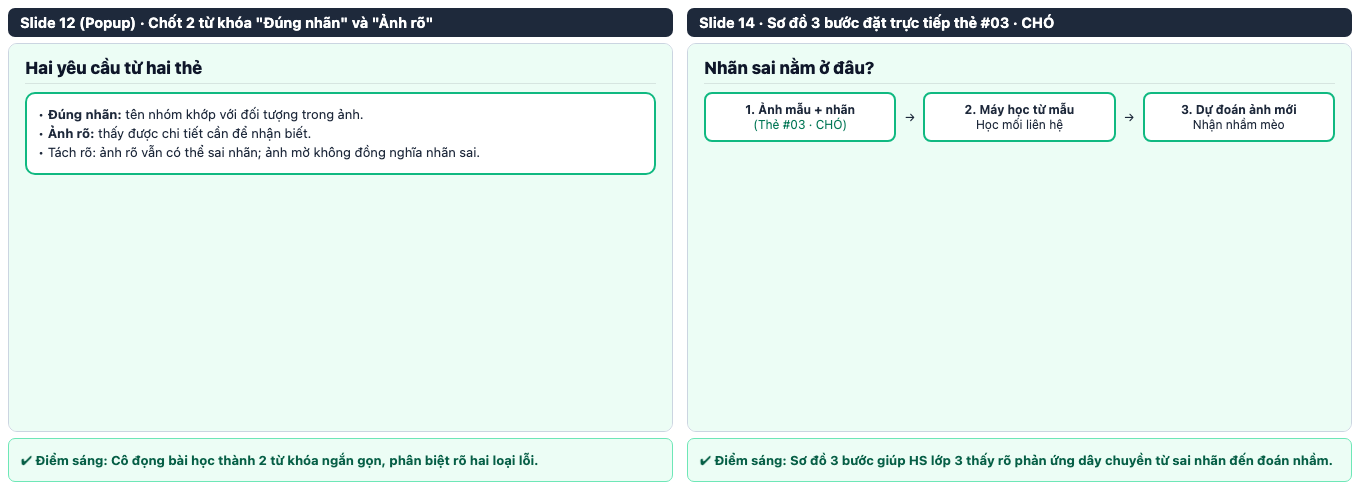 Slide 12 (Popup) · Chốt 2 từ khóa "Đúng nhãn" và "Ảnh rõ"
Hai yêu cầu từ hai thẻ
• Đúng nhãn: tên nhóm khớp với đối tượng trong ảnh.
• Ảnh rõ: thấy được chi tiết cần để nhận biết.
• Tách rõ: ảnh rõ vẫn có thể sai nhãn; ảnh mờ không đồng nghĩa nhãn sai.
✔ Điểm sáng: Cô đọng bài học thành 2 từ khóa ngắn gọn, phân biệt rõ hai loại lỗi.
Slide 14 · Sơ đồ 3 bước đặt trực tiếp thẻ #03 · CHÓ
Nhãn sai nằm ở đâu?
1. Ảnh mẫu + nhãn
(Thẻ #03 · CHÓ)
→
2. Máy học từ mẫu
Học mối liên hệ
→
3. Dự đoán ảnh mới
Nhận nhầm mèo
✔ Điểm sáng: Sơ đồ 3 bước giúp HS lớp 3 thấy rõ phản ứng dây chuyền từ sai nhãn đến đoán nhầm.